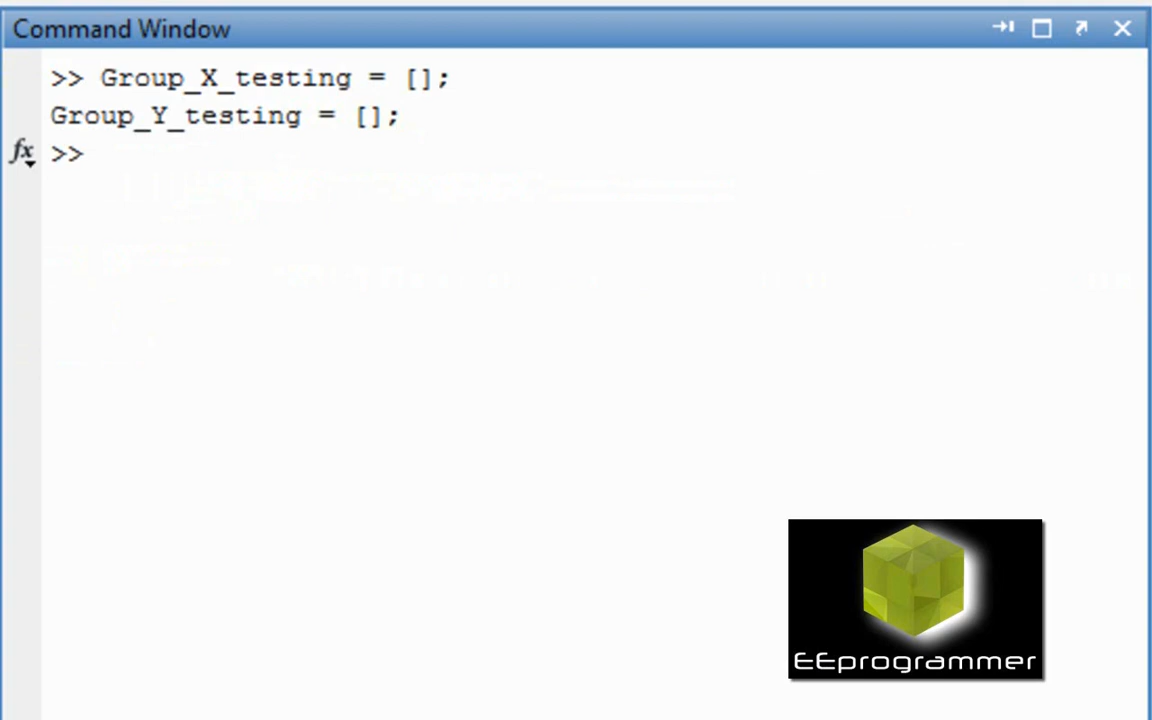 Command Window
>> Group_X_testing = [];
Group_Y_testing = [];
fx >>
EEprogrammer